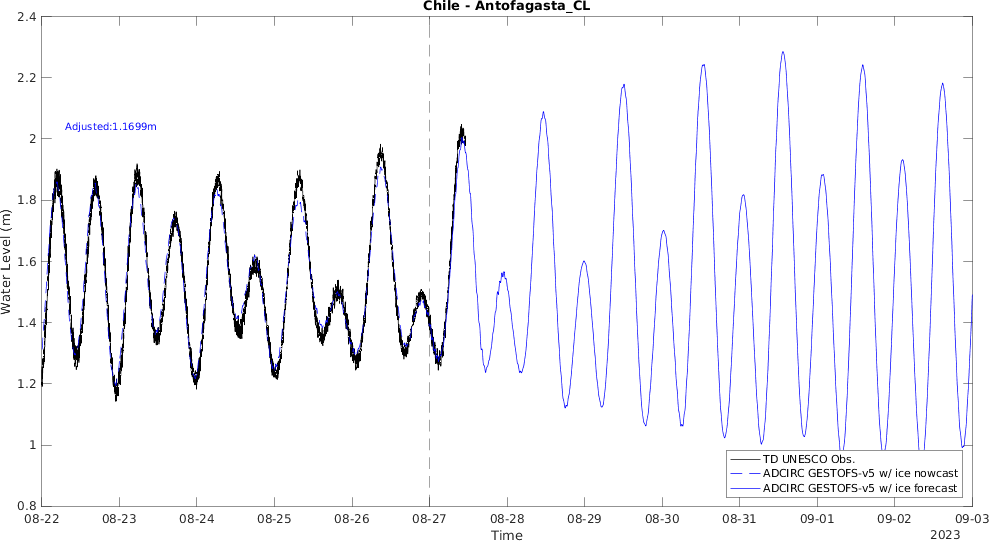 Chile - Antofagasta_CL
2.4
2.2
2
1.8
1.6
1.4
1.2
1
0.8
Water Level (m)
Adjusted:1.1699m
TD UNESCO Obs.
ADCIRC GESTOFS-v5 w/ ice nowcast
ADCIRC GESTOFS-v5 w/ ice forecast
08-22 08-23 08-24 08-25 08-26 08-27 08-28 08-29 08-30 08-31 09-01 09-02 09-03
Time
2023